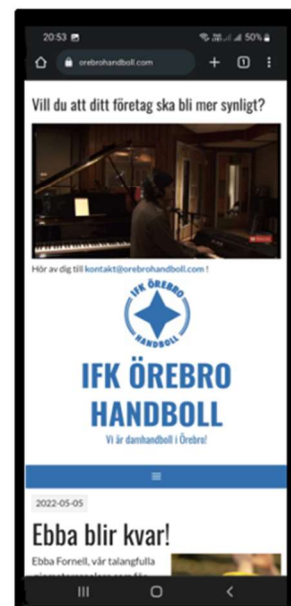 20:53
50%
orebrohandboll.com
1
Vill du att ditt företag ska bli mer synligt?
Hör av dig till kontakt@orebrohandboll.com !
IFK ÖREBRO
HANDBOLL
IFK ÖREBRO
HANDBOLL
Vi är damhandboll i Örebro!
2022-05-05
Ebba blir kvar!
Ebba Fornell, vår talangfulla